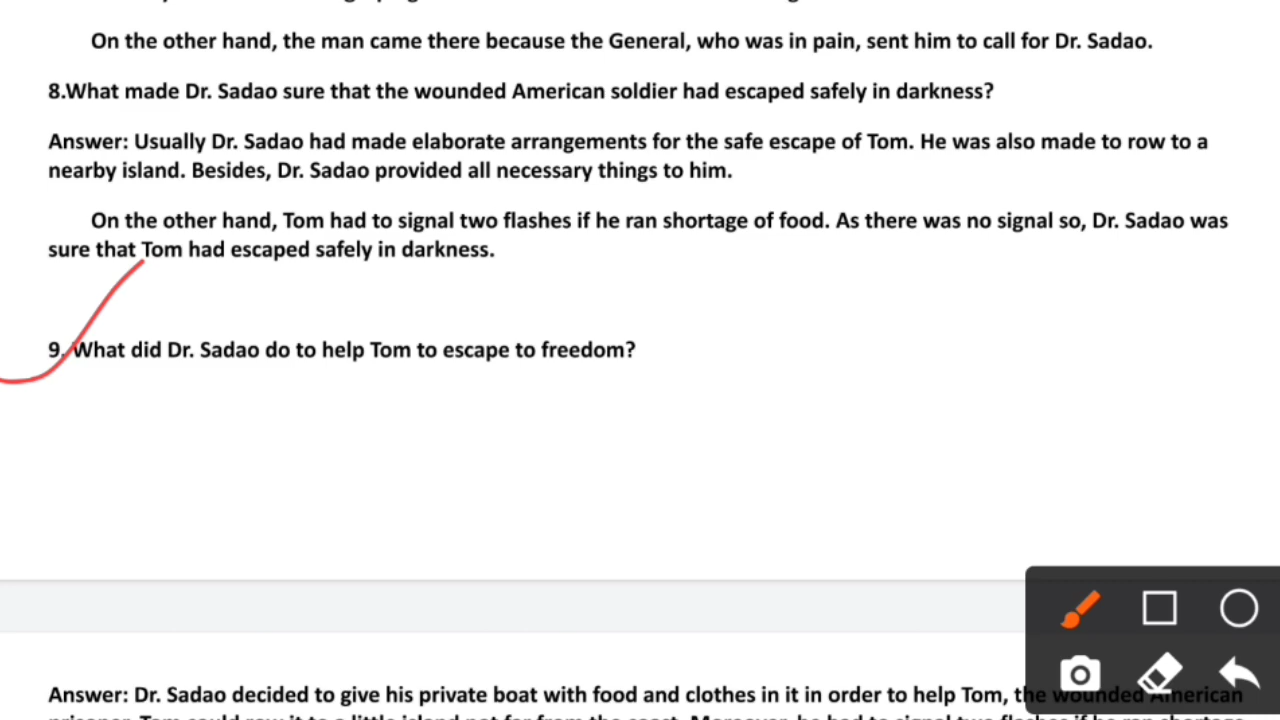 On the other hand, the man came there because the General, who was in pain, sent him to call for Dr. Sadao.
8.What made Dr. Sadao sure that the wounded American soldier had escaped safely in darkness?
Answer: Usually Dr. Sadao had made elaborate arrangements for the safe escape of Tom. He was also made to row to a
nearby island. Besides, Dr. Sadao provided all necessary things to him.
On the other hand, Tom had to signal two flashes if he ran shortage of food. As there was no signal so, Dr. Sadao was
sure that Tom had escaped safely in darkness.
9. What did Dr. Sadao do to help Tom to escape to freedom?
Answer: Dr. Sadao decided to give his private boat with food and clothes in it in order to help Tom, the wounded American